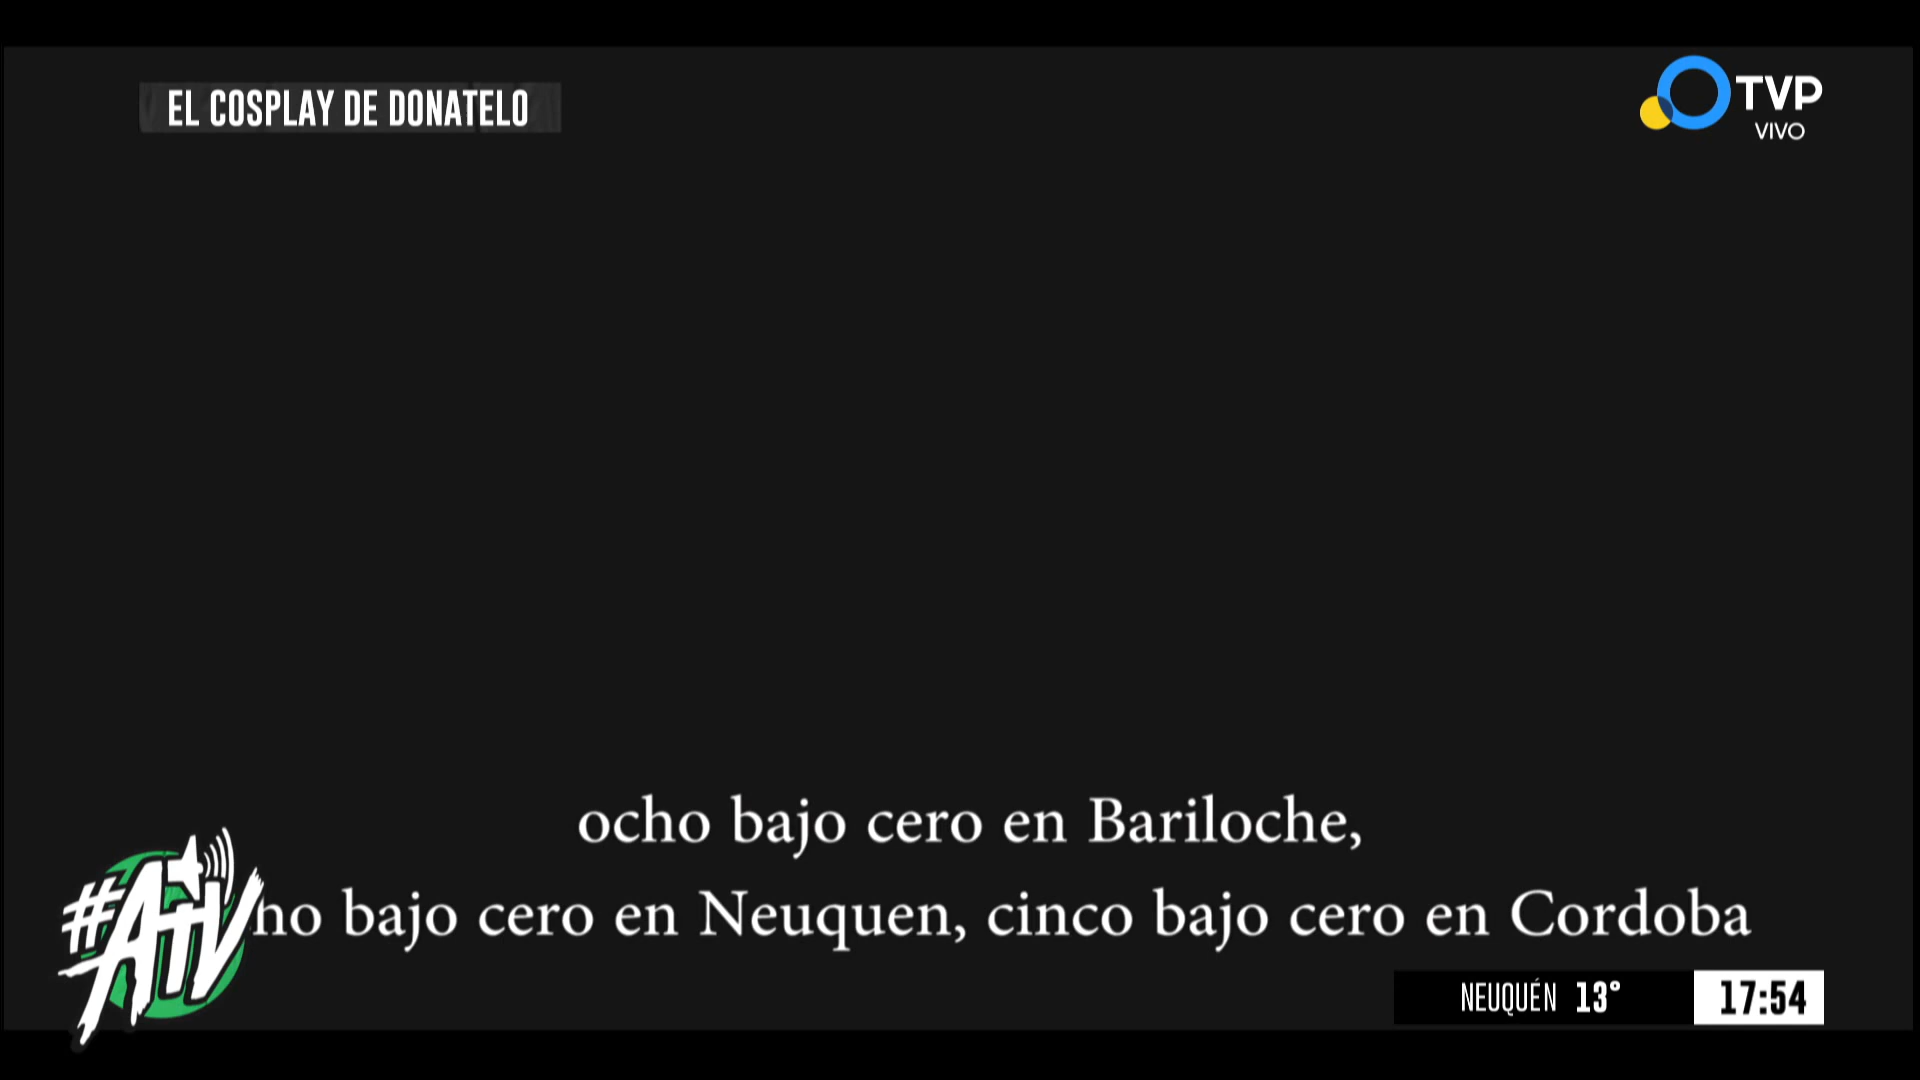 EL COSPLAY DE DONATELO
TVP
VIVO
ocho bajo cero en Bariloche,
ho bajo cero en Neuquen, cinco bajo cero en Cordoba
#ATV
NEUQUÉN 13° 17:54